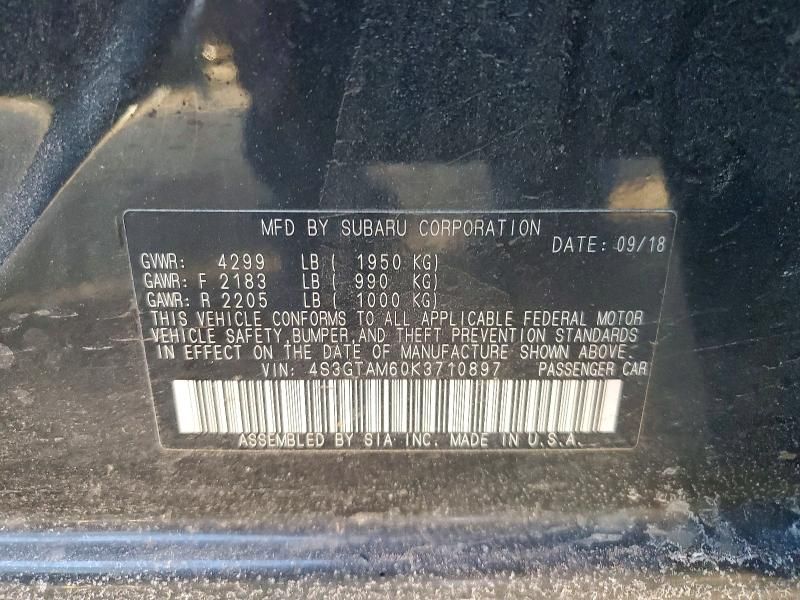 MFD BY SUBARU CORPORATION
DATE: 09/18
GVWR: 4299 LB ( 1950 KG)
GAWR: F 2183 LB ( 990 KG)
GAWR: R 2205 LB ( 1000 KG)
THIS VEHICLE CONFORMS TO ALL APPLICABLE FEDERAL MOTOR
VEHICLE SAFETY,BUMPER,AND THEFT PREVENTION STANDARDS
IN EFFECT ON THE DATE OF MANUFACTURE SHOWN ABOVE.
VIN: 4S3GTAM60K3710897 PASSENGER CAR
ASSEMBLED BY SIA INC. MADE IN U.S.A.